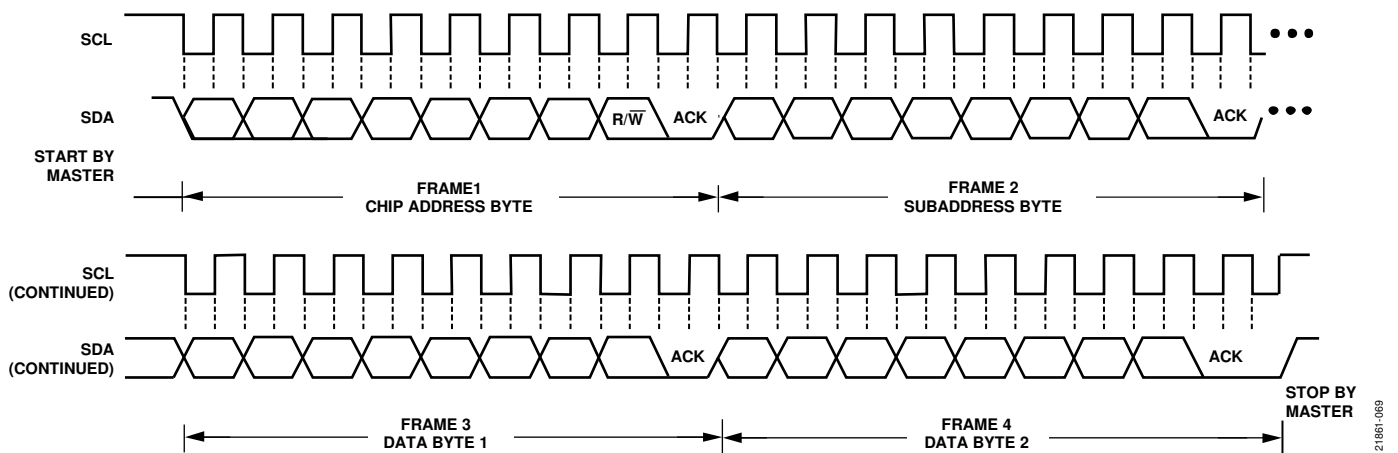 SCL
SDA
R/W̅ ACK ACK
START BY
MASTER
FRAME1
CHIP ADDRESS BYTE
FRAME 2
SUBADDRESS BYTE
SCL
(CONTINUED)
SDA
(CONTINUED)
ACK ACK
STOP BY
MASTER
FRAME 3
DATA BYTE 1
FRAME 4
DATA BYTE 2
21861-069